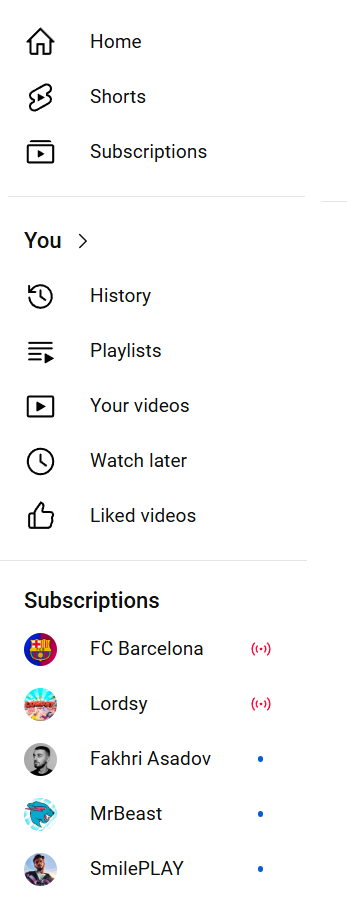 Home
Shorts
Subscriptions
You
History
Playlists
Your videos
Watch later
Liked videos
Subscriptions
FC Barcelona
Lordsy
Fakhri Asadov
MrBeast
SmilePLAY